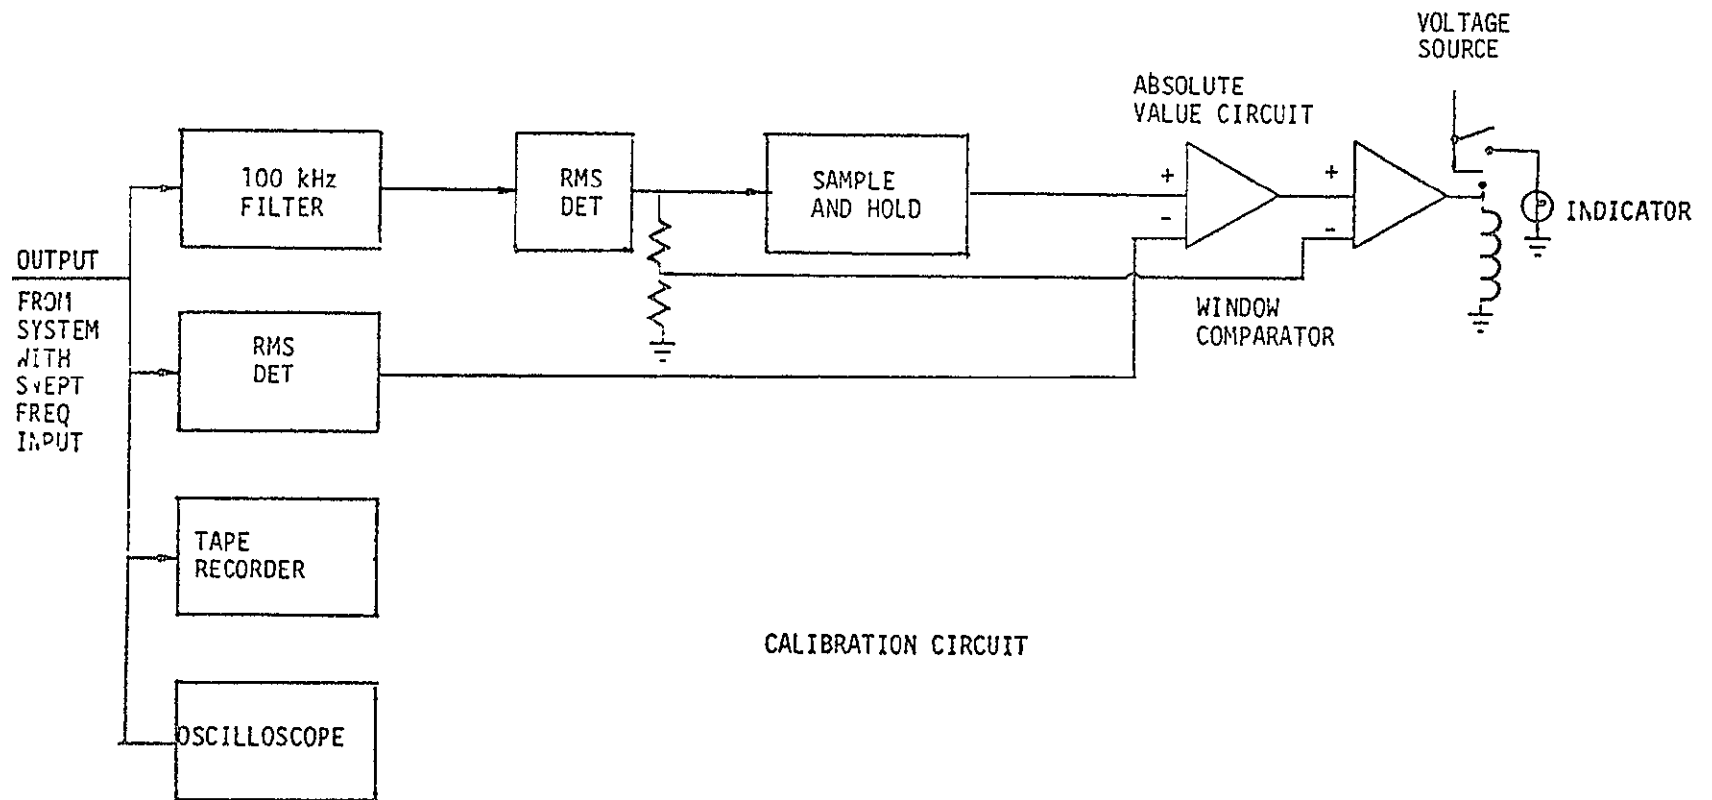 VOLTAGE
SOURCE
ABSOLUTE
VALUE CIRCUIT
100 kHz
FILTER
RMS
DET
SAMPLE
AND HOLD
+
-
+
-
INDICATOR
OUTPUT
FROM
SYSTEM
WITH
SWEPT
FREQ
INPUT
RMS
DET
WINDOW
COMPARATOR
TAPE
RECORDER
CALIBRATION CIRCUIT
OSCILLOSCOPE